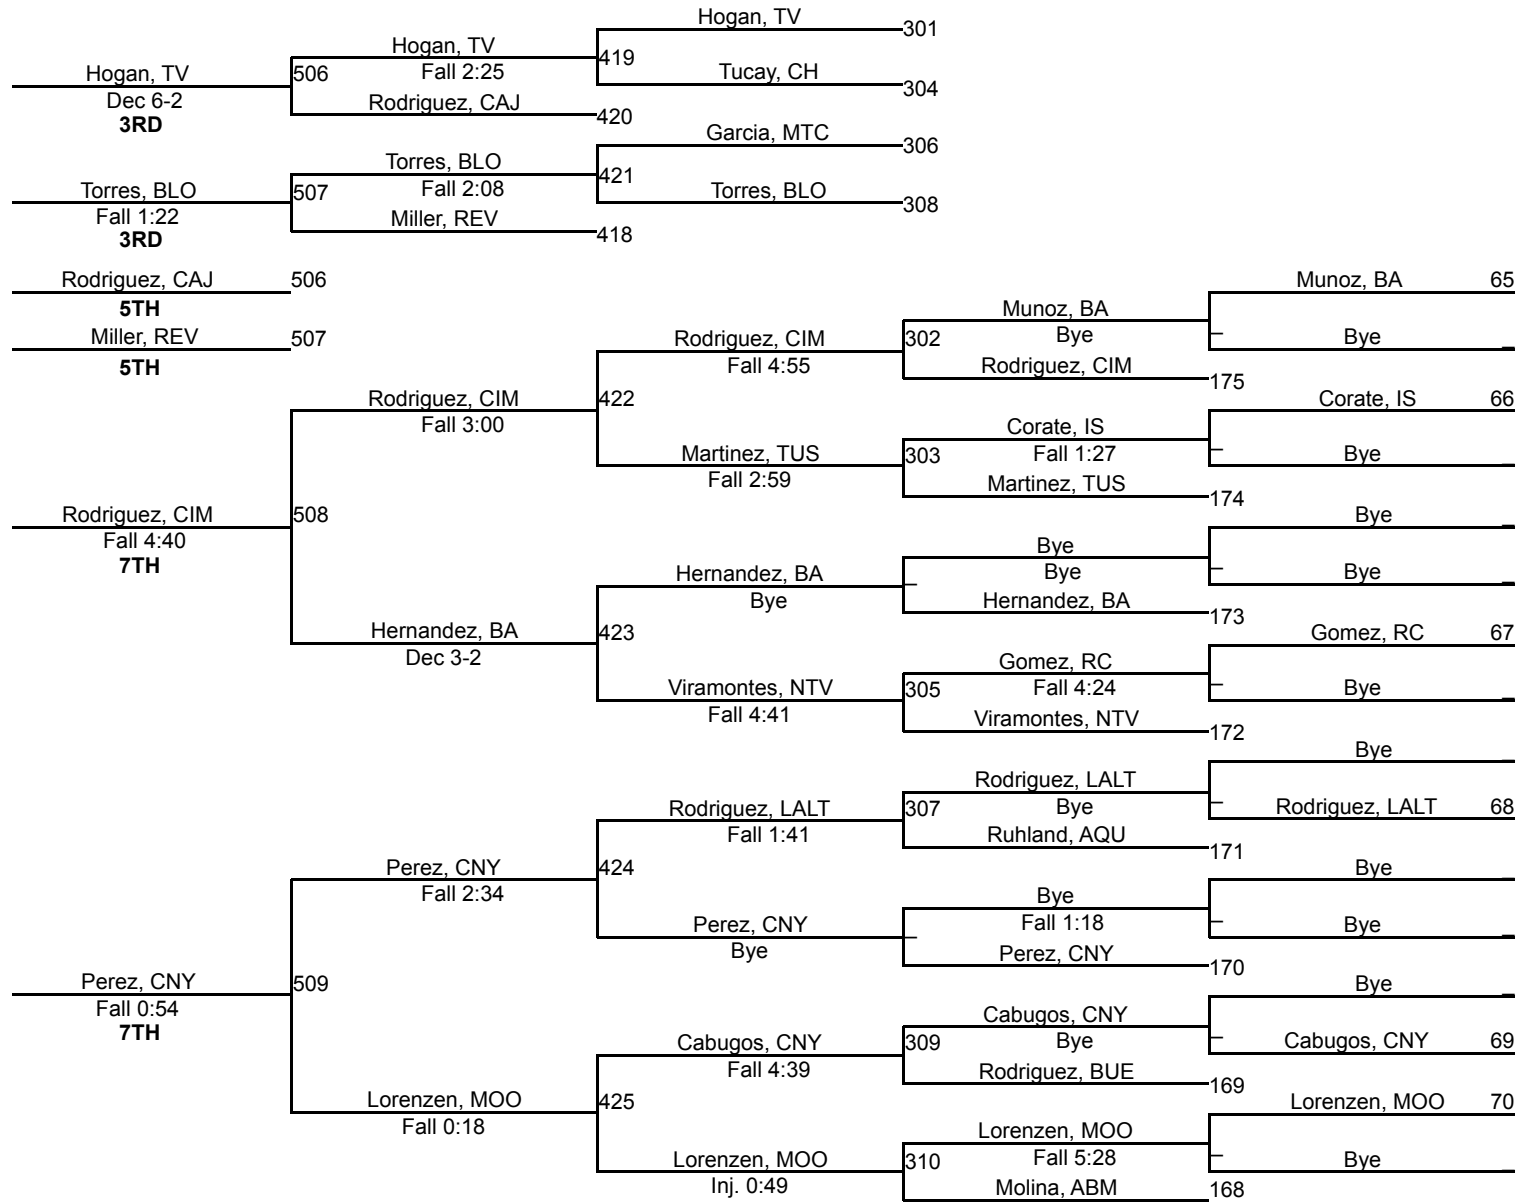 Hogan, TV
301
Hogan, TV
419
Fall 2:25
Tucay, CH
304
Hogan, TV
506
Dec 6-2
3RD
Rodriguez, CAJ
420
Garcia, MTC
306
Torres, BLO
421
Fall 2:08
Torres, BLO
308
Torres, BLO
507
Fall 1:22
3RD
Miller, REV
418
Rodriguez, CAJ
506
5TH
Miller, REV
507
5TH
Munoz, BA 65
Munoz, BA
Bye
302
Bye
Rodriguez, CIM
Fall 4:55
Rodriguez, CIM
175
Rodriguez, CIM
422
Fall 3:00
Corate, IS 66
Corate, IS
Bye
303
Fall 1:27
Martinez, TUS
Fall 2:59
Martinez, TUS
174
Rodriguez, CIM
508
Fall 4:40
7TH
Bye
Bye
Bye
Bye
Hernandez, BA
Bye
Hernandez, BA
173
Hernandez, BA
423
Dec 3-2
Gomez, RC 67
Gomez, RC
Bye
305
Fall 4:24
Viramontes, NTV
Fall 4:41
Viramontes, NTV
172
Bye
Rodriguez, LALT
Rodriguez, LALT 68
307
Bye
Rodriguez, LALT
Fall 1:41
Ruhland, AQU
171
Perez, CNY
424
Fall 2:34
Bye
Bye
Bye
Fall 1:18
Perez, CNY
Bye
Perez, CNY
170
Perez, CNY
509
Fall 0:54
7TH
Bye
Cabugos, CNY
Cabugos, CNY 69
309
Bye
Cabugos, CNY
Fall 4:39
Rodriguez, BUE
169
Lorenzen, MOO
425
Fall 0:18
Lorenzen, MOO 70
Lorenzen, MOO
Bye
310
Fall 5:28
Lorenzen, MOO
Inj. 0:49
Molina, ABM
168